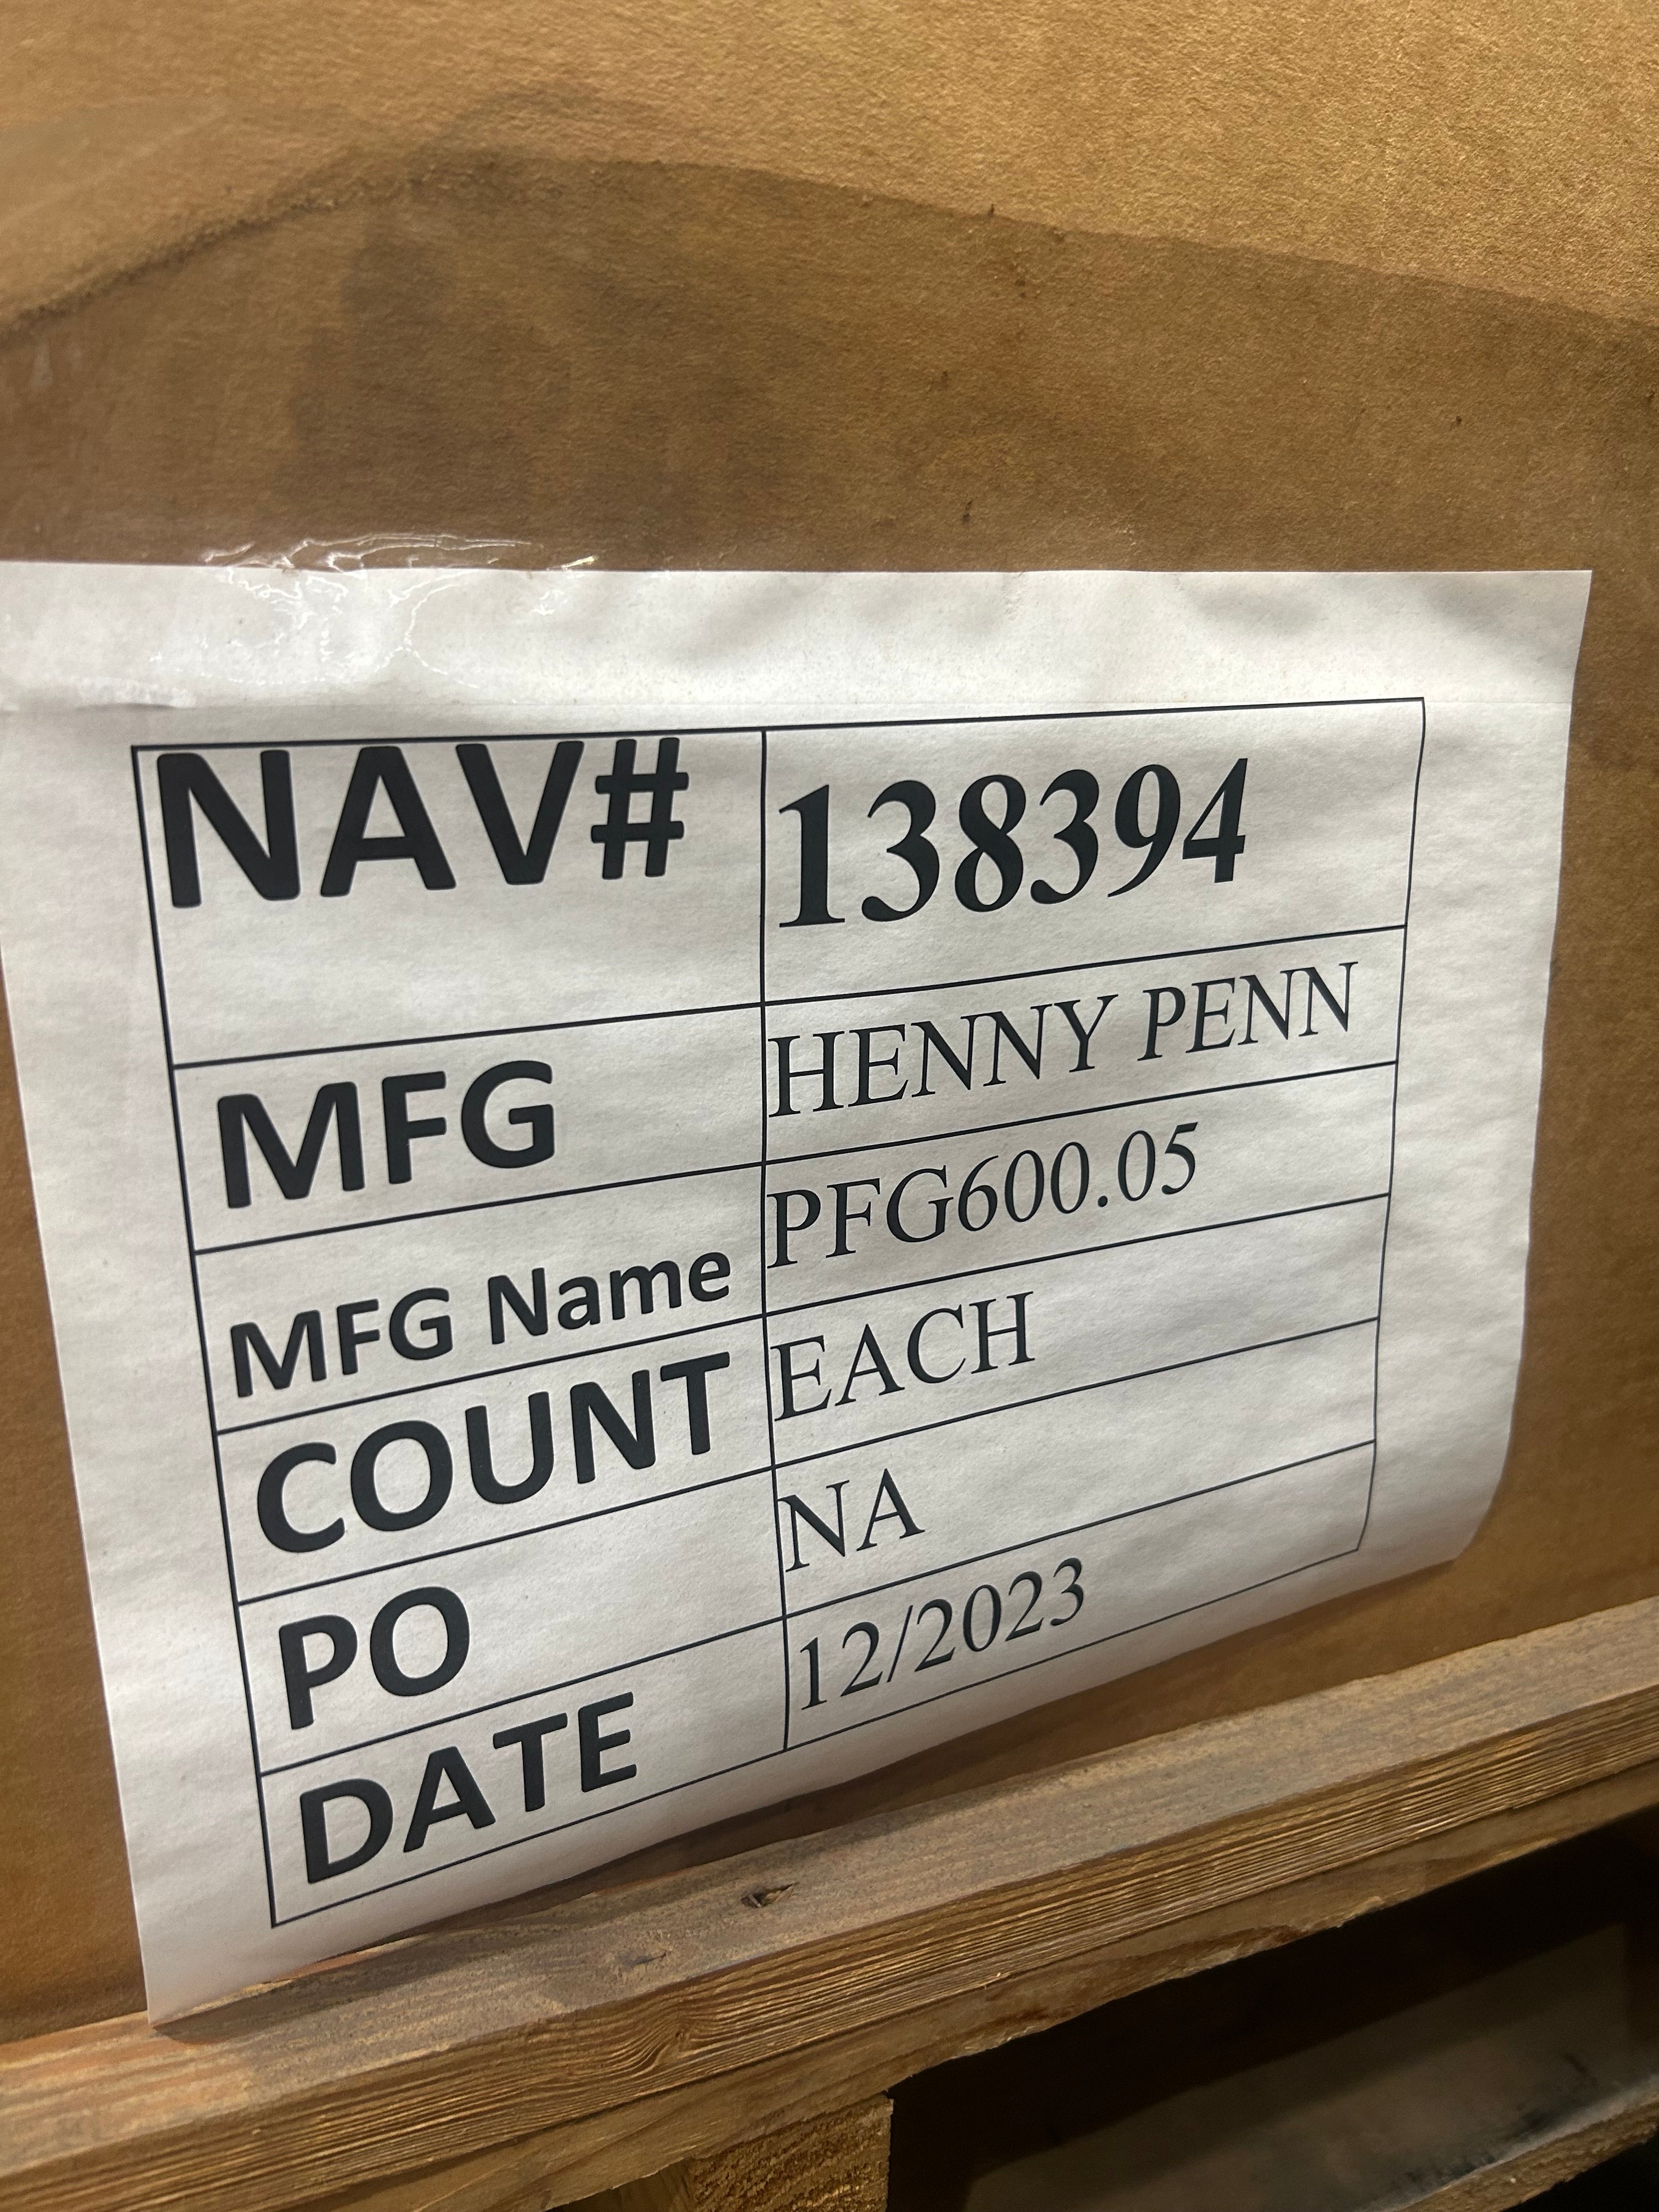 NAV# 138394
MFG HENNY PENN
MFG Name PFG600.05
COUNT EACH
PO NA
DATE 12/2023